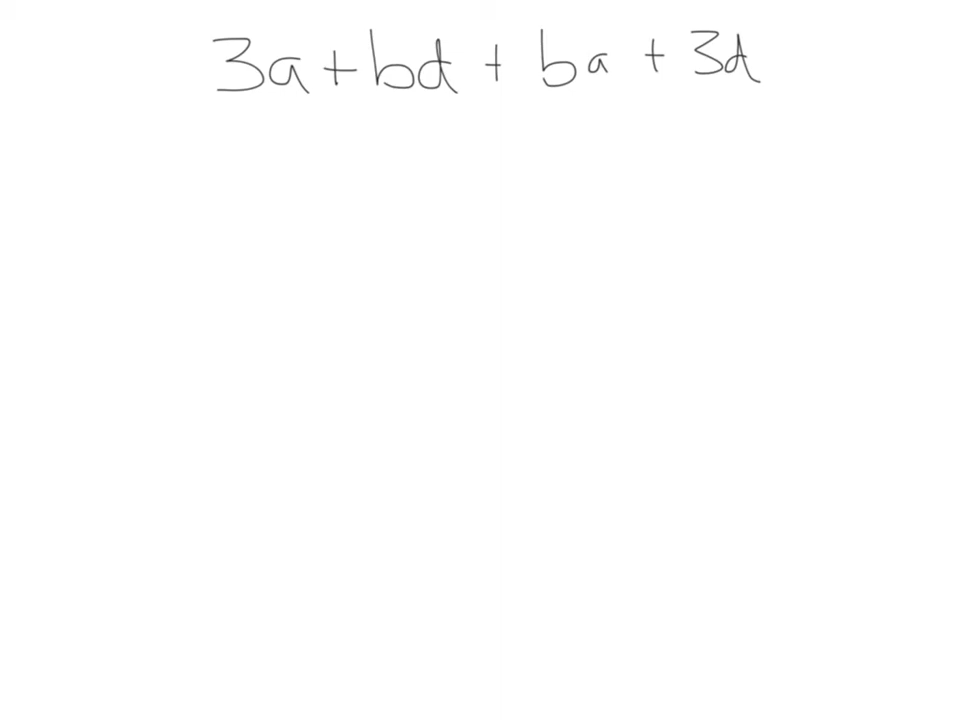 3a + bd + ba + 3d